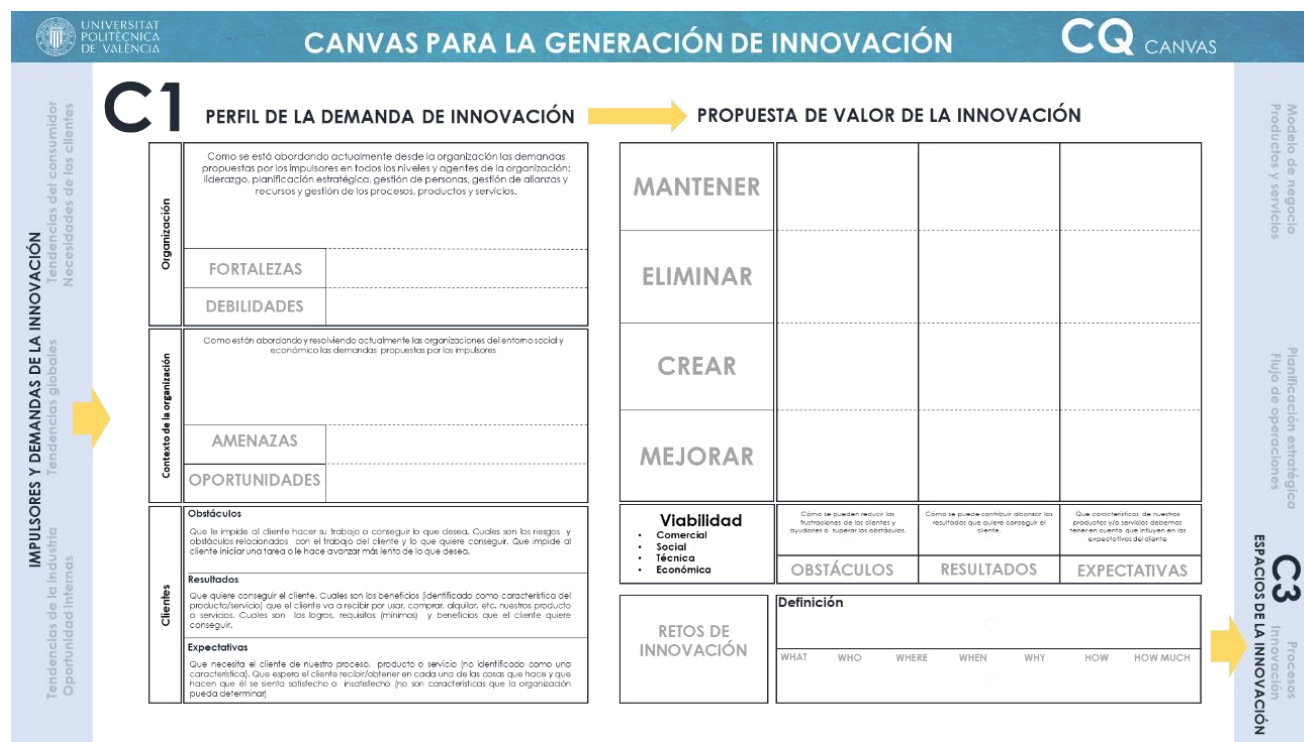 UNIVERSITAT
POLITÈCNICA
DE VALÈNCIA
CANVAS PARA LA GENERACIÓN DE INNOVACIÓN
CQ CANVAS
IMPULSORES Y DEMANDAS DE LA INNOVACIÓN
Tendencias del consumidor
Necesidades de los clientes
Tendencias globales
Tendencias de la industria
Oportunidad Internas
C1 PERFIL DE LA DEMANDA DE INNOVACIÓN
Organización
Como se está abordando actualmente desde la organización las demandas
propuestas por los impulsores en todos los niveles y agentes de la organización:
liderazgo, planificación estratégica, gestión de personas, gestión de alianzas y
recursos y gestión de los procesos, productos y servicios.
FORTALEZAS
DEBILIDADES
Contexto de la organización
Como están abordando y resolviendo actualmente las organizaciones del entorno social y
económico las demandas propuestas por los impulsores
AMENAZAS
OPORTUNIDADES
Clientes
Obstáculos
Que le impide al cliente hacer su trabajo o conseguir lo que desea. Cuales son los riesgos y
obstáculos relacionados con el trabajo del cliente y lo que quiere conseguir. Que impide al
cliente iniciar una tarea o le hace avanzar más lento de lo que desea.
Resultados
Que quiere conseguir el cliente. Cuales son los beneficios (identificado como característica del
producto/servicio) que el cliente va a recibir por usar, comprar, alquilar, etc. nuestros producto
o servicios. Cuales son los logros, requisitos (mínimos) y beneficios que el cliente quiere
conseguir.
Expectativas
Que necesita el cliente de nuestro proceso, producto o servicio (no identificado como una
característica). Que espera el cliente recibir/obtener en cada una de las cosas que hace y que
hacen que él se sienta satisfecho o insatisfecho (no son características que la organización
pueda determinar)
PROPUESTA DE VALOR DE LA INNOVACIÓN
MANTENER
ELIMINAR
CREAR
MEJORAR
Viabilidad
• Comercial
• Social
• Técnica
• Económica
Cómo se pueden reducir las
frustraciones de los clientes y
ayudarles a superar los obstáculos.
OBSTÁCULOS
Cómo se puede contribuir alcanzar los
resultados que quiere conseguir el
cliente.
RESULTADOS
Que características de nuestros
productos y/o servicios debemos
tener en cuenta que influyen en las
expectativas del cliente
EXPECTATIVAS
RETOS DE
INNOVACIÓN
Definición
WHAT WHO WHERE WHEN WHY HOW HOW MUCH
Modelo de negocio
Productos y servicios
Planificación estratégica
Flujo de operaciones
Procesos
Innovación
C3
ESPACIOS DE LA INNOVACIÓN